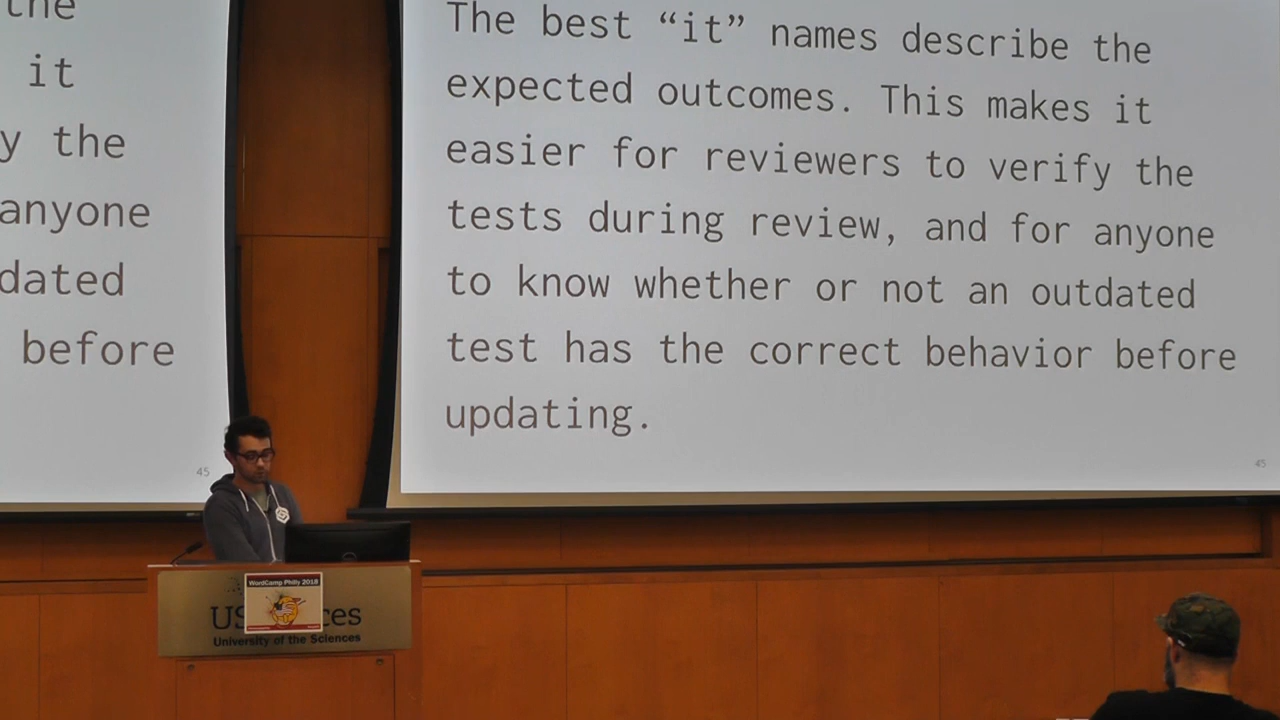 the
it
y the
anyone
dated
before
45
The best “it” names describe the
expected outcomes. This makes it
easier for reviewers to verify the
tests during review, and for anyone
to know whether or not an outdated
test has the correct behavior before
updating.
45
WordCamp Philly 2018
University of the Sciences